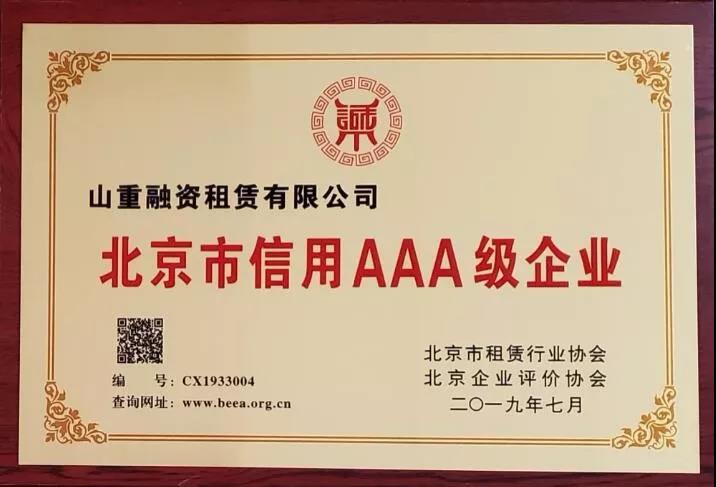 誠
山重融资租赁有限公司
北京市信用AAA级企业
北京市租赁行业协会
北京企业评价协会
二〇一九年七月
编 号：CX1933004
查询网址：www.beea.org.cn